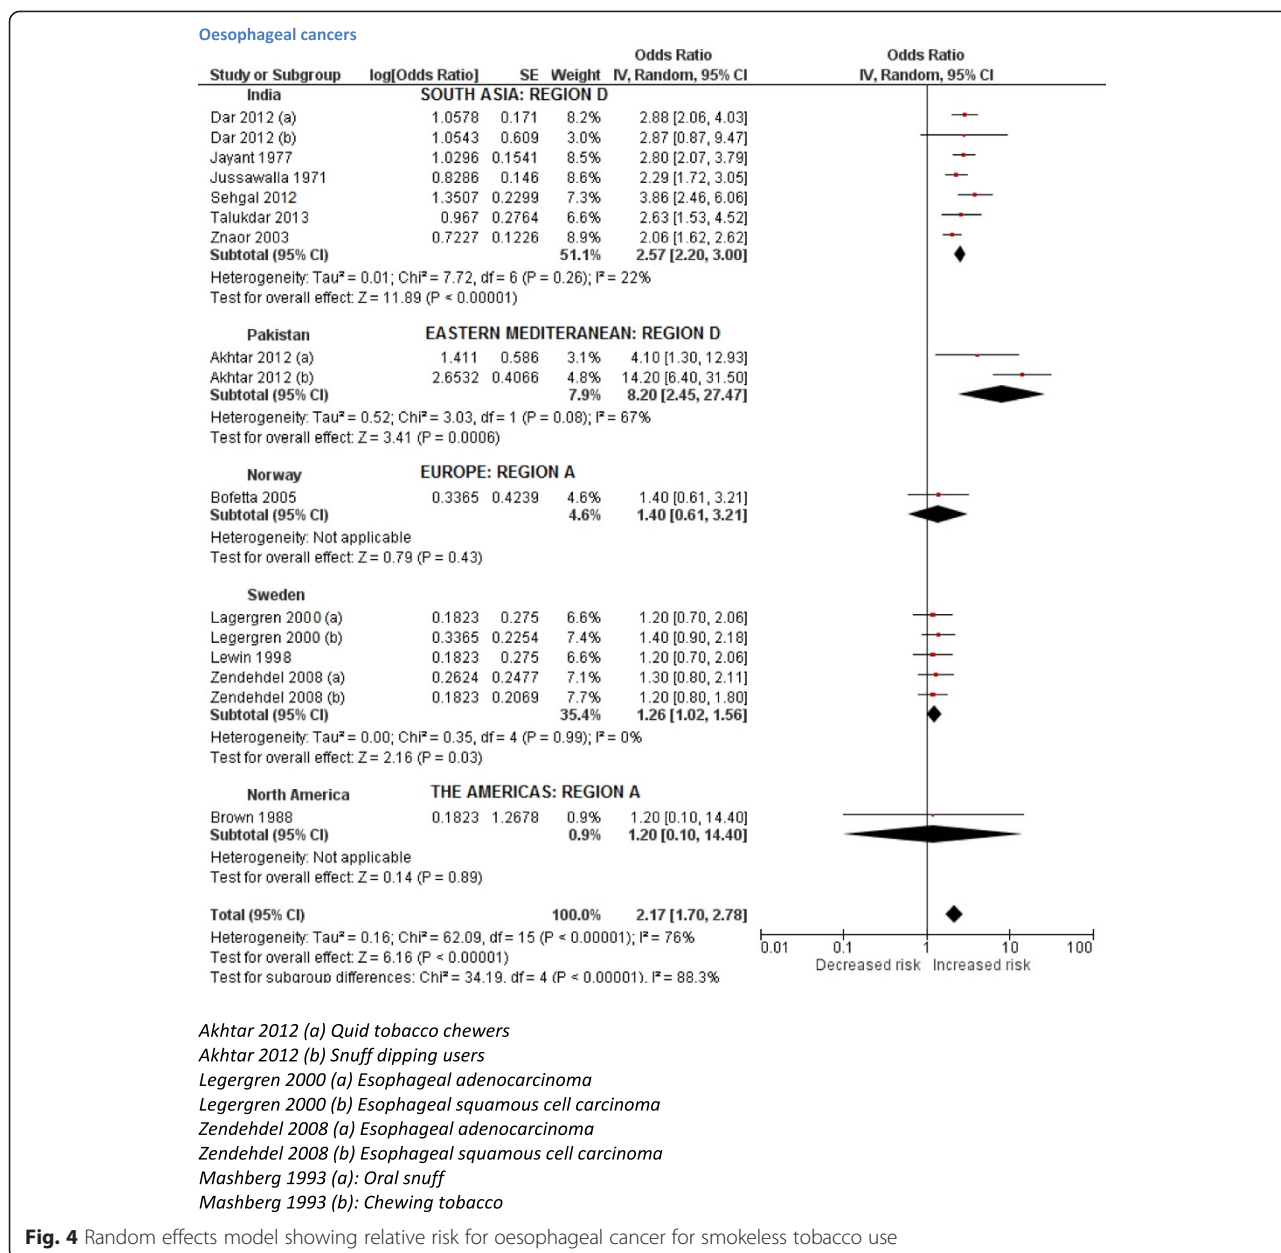 Oesophageal cancers
Odds Ratio Odds Ratio
Study or Subgroup log[Odds Ratio] SE Weight IV, Random, 95% CI IV, Random, 95% CI
India SOUTH ASIA: REGION D
Dar 2012 (a) 1.0578 0.171 8.2% 2.88 [2.06, 4.03]
Dar 2012 (b) 1.0543 0.609 3.0% 2.87 [0.87, 9.47]
Jayant 1977 1.0296 0.1541 8.5% 2.80 [2.07, 3.79]
Jussawalla 1971 0.8286 0.146 8.6% 2.29 [1.72, 3.05]
Sehgal 2012 1.3507 0.2299 7.3% 3.86 [2.46, 6.06]
Talukdar 2013 0.967 0.2764 6.6% 2.63 [1.53, 4.52]
Znaor 2003 0.7227 0.1226 8.9% 2.06 [1.62, 2.62]
Subtotal (95% CI) 51.1% 2.57 [2.20, 3.00]
Heterogeneity: Tau² = 0.01; Chi² = 7.72, df = 6 (P = 0.26); I² = 22%
Test for overall effect: Z = 11.89 (P < 0.00001)
Pakistan EASTERN MEDITERANEAN: REGION D
Akhtar 2012 (a) 1.411 0.586 3.1% 4.10 [1.30, 12.93]
Akhtar 2012 (b) 2.6532 0.4066 4.8% 14.20 [6.40, 31.50]
Subtotal (95% CI) 7.9% 8.20 [2.45, 27.47]
Heterogeneity: Tau² = 0.52; Chi² = 3.03, df = 1 (P = 0.08); I² = 67%
Test for overall effect: Z = 3.41 (P = 0.0006)
Norway EUROPE: REGION A
Bofetta 2005 0.3365 0.4239 4.6% 1.40 [0.61, 3.21]
Subtotal (95% CI) 4.6% 1.40 [0.61, 3.21]
Heterogeneity: Not applicable
Test for overall effect: Z = 0.79 (P = 0.43)
Sweden
Lagergren 2000 (a) 0.1823 0.275 6.6% 1.20 [0.70, 2.06]
Legergren 2000 (b) 0.3365 0.2254 7.4% 1.40 [0.90, 2.18]
Lewin 1998 0.1823 0.275 6.6% 1.20 [0.70, 2.06]
Zendehdel 2008 (a) 0.2624 0.2477 7.1% 1.30 [0.80, 2.11]
Zendehdel 2008 (b) 0.1823 0.2069 7.7% 1.20 [0.80, 1.80]
Subtotal (95% CI) 35.4% 1.26 [1.02, 1.56]
Heterogeneity: Tau² = 0.00; Chi² = 0.35, df = 4 (P = 0.99); I² = 0%
Test for overall effect: Z = 2.16 (P = 0.03)
North America THE AMERICAS: REGION A
Brown 1988 0.1823 1.2678 0.9% 1.20 [0.10, 14.40]
Subtotal (95% CI) 0.9% 1.20 [0.10, 14.40]
Heterogeneity: Not applicable
Test for overall effect: Z = 0.14 (P = 0.89)
Total (95% CI) 100.0% 2.17 [1.70, 2.78]
Heterogeneity: Tau² = 0.16; Chi² = 62.09, df = 15 (P < 0.00001); I² = 76%
Test for overall effect: Z = 6.16 (P < 0.00001)
Test for subgroup differences: Chi² = 34.19, df = 4 (P < 0.00001), I² = 88.3%
0.01 0.1 1 10 100
Decreased risk Increased risk
Akhtar 2012 (a) Quid tobacco chewers
Akhtar 2012 (b) Snuff dipping users
Legergren 2000 (a) Esophageal adenocarcinoma
Legergren 2000 (b) Esophageal squamous cell carcinoma
Zendehdel 2008 (a) Esophageal adenocarcinoma
Zendehdel 2008 (b) Esophageal squamous cell carcinoma
Mashberg 1993 (a): Oral snuff
Mashberg 1993 (b): Chewing tobacco
Fig. 4 Random effects model showing relative risk for oesophageal cancer for smokeless tobacco use